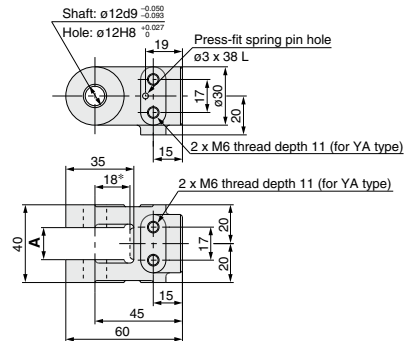 Shaft: ø12d9 −0.050 −0.093
Hole: ø12H8 +0.027 0
Press-fit spring pin hole
ø3 x 38 L
19
17
ø30
20
15
2 x M6 thread depth 11 (for YA type)
35
18*
2 x M6 thread depth 11 (for YA type)
40
A
17
20
20
15
45
60